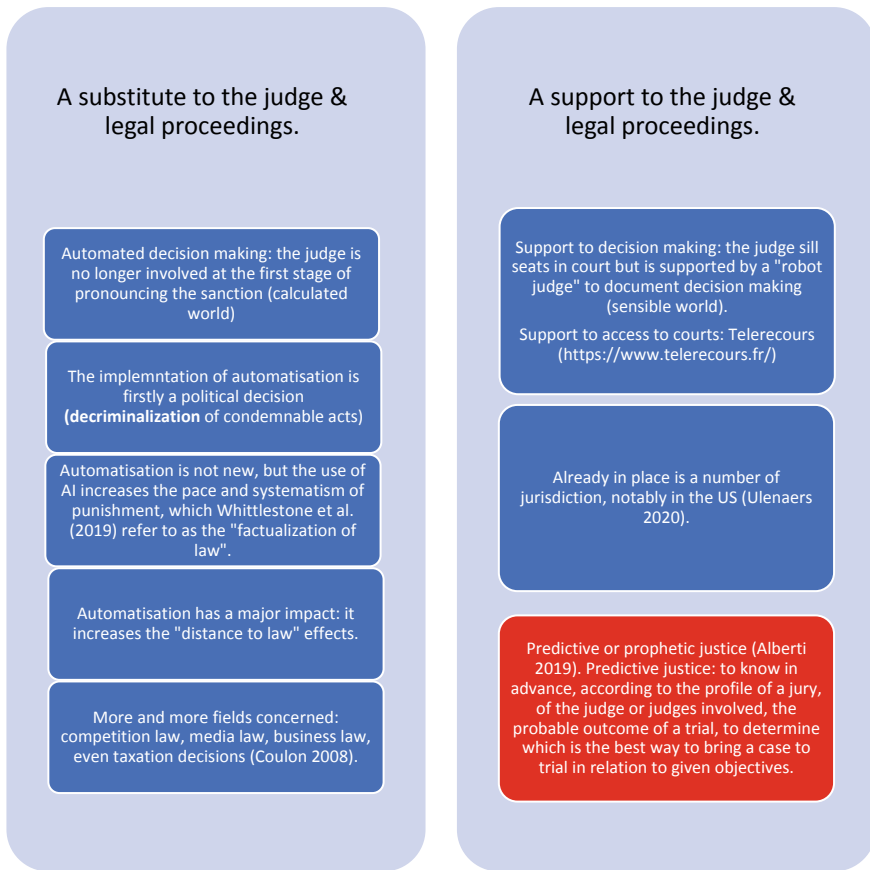 A substitute to the judge &
legal proceedings.
Automated decision making: the judge is
no longer involved at the first stage of
pronouncing the sanction (calculated
world)
The implemntation of automatisation is
firstly a political decision
(decriminalization of condemnable acts)
Automatisation is not new, but the use of
AI increases the pace and systematism of
punishment, which Whittlestone et al.
(2019) refer to as the "factualization of
law".
Automatisation has a major impact: it
increases the "distance to law" effects.
More and more fields concerned:
competition law, media law, business law,
even taxation decisions (Coulon 2008).
A support to the judge &
legal proceedings.
Support to decision making: the judge sill
seats in court but is supported by a "robot
judge" to document decision making
(sensible world).
Support to access to courts: Telerecours
(https://www.telerecours.fr/)
Already in place is a number of
jurisdiction, notably in the US (Ulenaers
2020).
Predictive or prophetic justice (Alberti
2019). Predictive justice: to know in
advance, according to the profile of a jury,
of the judge or judges involved, the
probable outcome of a trial, to determine
which is the best way to bring a case to
trial in relation to given objectives.